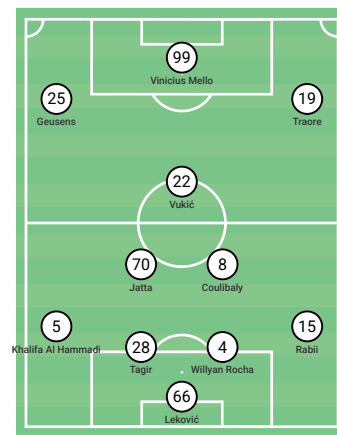 99
Vinicius Mello
25
Geusens
19
Traore
22
Vukić
70
Jatta
8
Coulibaly
5
Khalifa Al Hammadi
28
Tagir
4
Willyan Rocha
15
Rabii
66
Leković